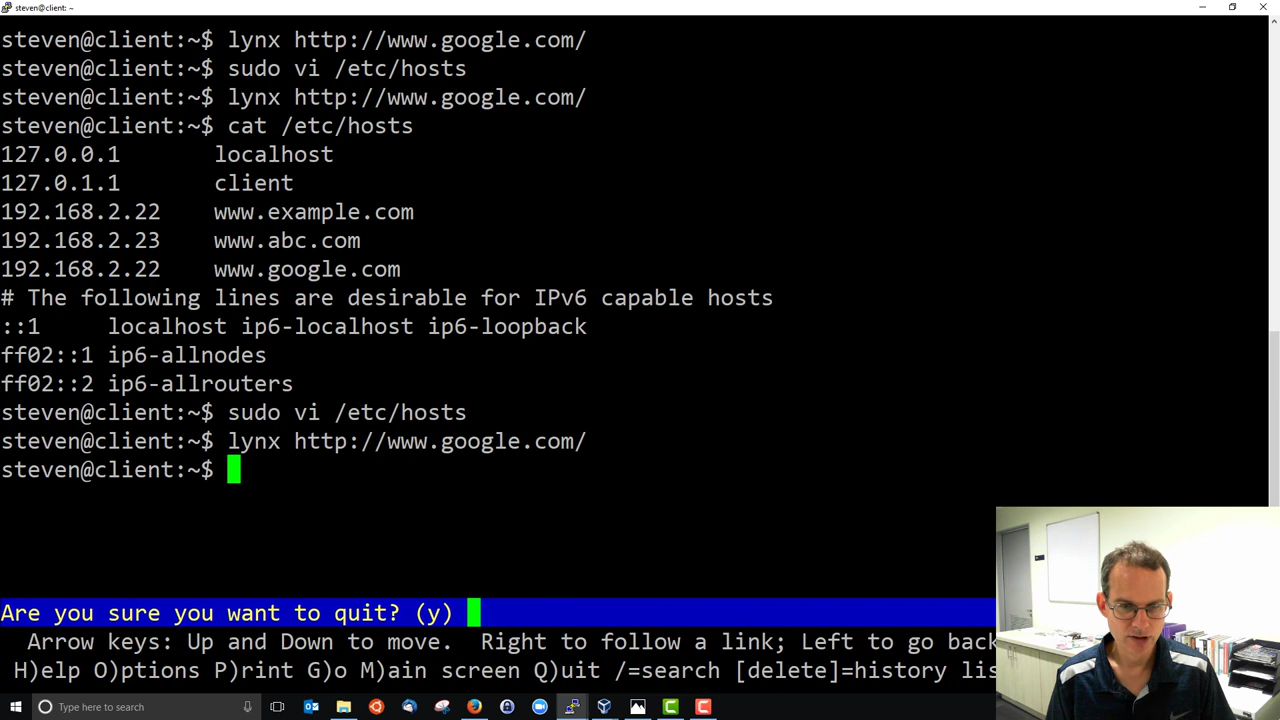 steven@client: ~
steven@client:~$ lynx http://www.google.com/
steven@client:~$ sudo vi /etc/hosts
steven@client:~$ lynx http://www.google.com/
steven@client:~$ cat /etc/hosts
127.0.0.1 localhost
127.0.1.1 client
192.168.2.22 www.example.com
192.168.2.23 www.abc.com
192.168.2.22 www.google.com
# The following lines are desirable for IPv6 capable hosts
::1 localhost ip6-localhost ip6-loopback
ff02::1 ip6-allnodes
ff02::2 ip6-allrouters
steven@client:~$ sudo vi /etc/hosts
steven@client:~$ lynx http://www.google.com/
steven@client:~$
Are you sure you want to quit? (y)
Arrow keys: Up and Down to move. Right to follow a link; Left to go back
H)elp O)ptions P)rint G)o M)ain screen Q)uit /=search [delete]=history lis
Type here to search